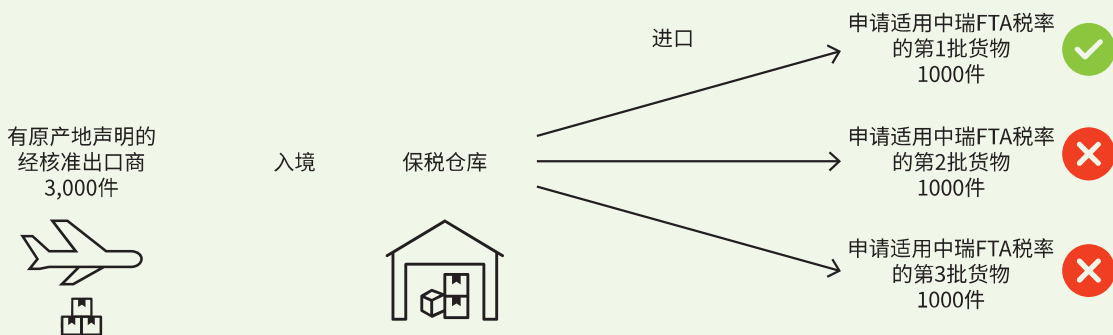 有原产地声明的
经核准出口商
3,000件
入境
保税仓库
进口
申请适用中瑞FTA税率
的第1批货物
1000件
申请适用中瑞FTA税率
的第2批货物
1000件
申请适用中瑞FTA税率
的第3批货物
1000件